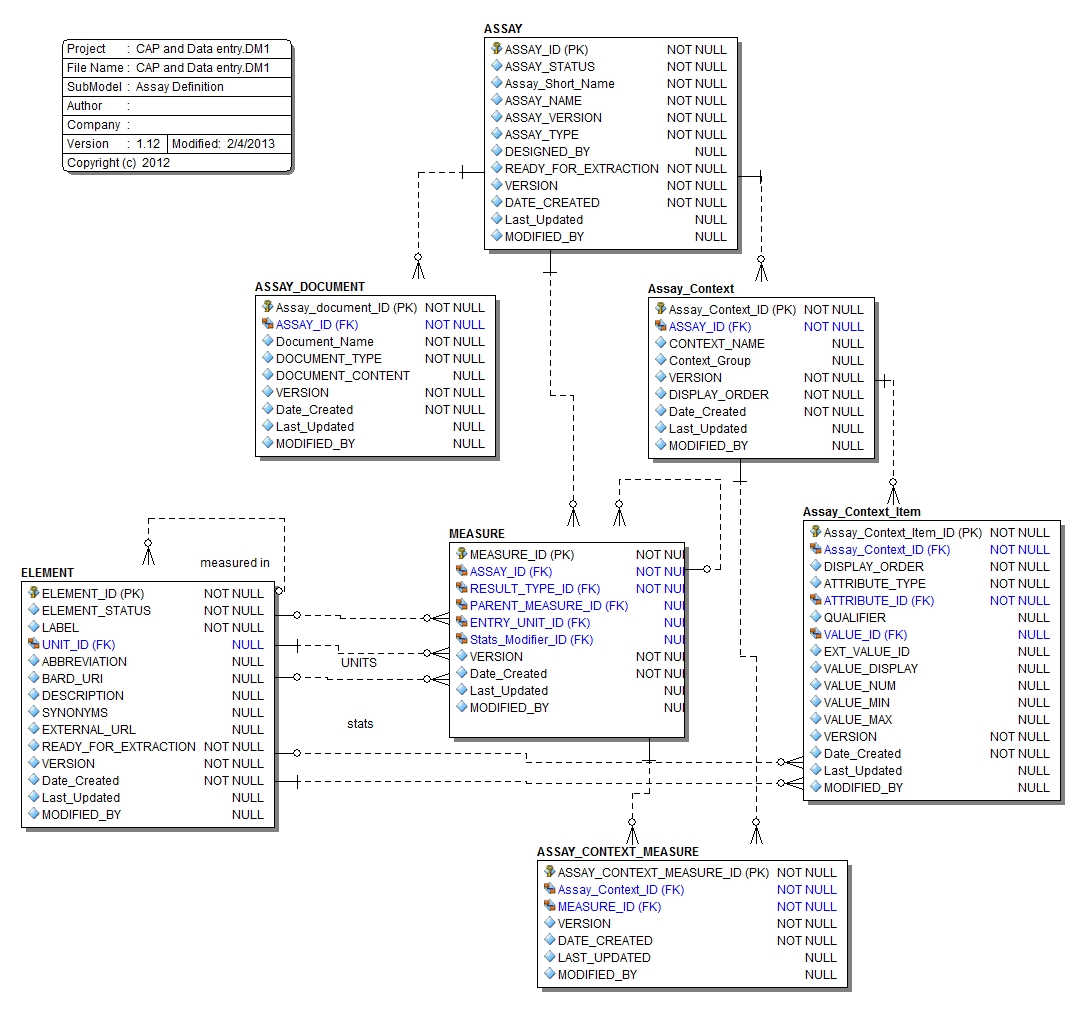 Project : CAP and Data entry.DM1
File Name : CAP and Data entry.DM1
SubModel : Assay Definition
Author :
Company :
Version : 1.12 Modified: 2/4/2013
Copyright (c) 2012
ASSAY
ASSAY_ID (PK) NOT NULL
ASSAY_STATUS NOT NULL
Assay_Short_Name NOT NULL
ASSAY_NAME NOT NULL
ASSAY_VERSION NOT NULL
ASSAY_TYPE NOT NULL
DESIGNED_BY NULL
READY_FOR_EXTRACTION NOT NULL
VERSION NOT NULL
DATE_CREATED NOT NULL
Last_Updated NULL
MODIFIED_BY NULL
ASSAY_DOCUMENT
Assay_document_ID (PK) NOT NULL
ASSAY_ID (FK) NOT NULL
Document_Name NOT NULL
DOCUMENT_TYPE NOT NULL
DOCUMENT_CONTENT NULL
VERSION NOT NULL
Date_Created NOT NULL
Last_Updated NULL
MODIFIED_BY NULL
Assay_Context
Assay_Context_ID (PK) NOT NULL
ASSAY_ID (FK) NOT NULL
CONTEXT_NAME NULL
Context_Group NULL
VERSION NOT NULL
DISPLAY_ORDER NOT NULL
Date_Created NOT NULL
Last_Updated NULL
MODIFIED_BY NULL
measured in
ELEMENT
ELEMENT_ID (PK) NOT NULL
ELEMENT_STATUS NOT NULL
LABEL NOT NULL
UNIT_ID (FK) NULL
ABBREVIATION NULL
BARD_URI NULL
DESCRIPTION NULL
SYNONYMS NULL
EXTERNAL_URL NULL
READY_FOR_EXTRACTION NOT NULL
VERSION NOT NULL
Date_Created NOT NULL
Last_Updated NULL
MODIFIED_BY NULL
UNITS
stats
MEASURE
MEASURE_ID (PK) NOT NU
ASSAY_ID (FK) NOT NU
RESULT_TYPE_ID (FK) NOT NU
PARENT_MEASURE_ID (FK) NU
ENTRY_UNIT_ID (FK) NU
Stats_Modifier_ID (FK) NU
VERSION NOT NU
Date_Created NOT NU
Last_Updated NU
MODIFIED_BY NU
Assay_Context_Item
Assay_Context_Item_ID (PK) NOT NULL
Assay_Context_ID (FK) NOT NULL
DISPLAY_ORDER NOT NULL
ATTRIBUTE_TYPE NOT NULL
ATTRIBUTE_ID (FK) NOT NULL
QUALIFIER NULL
VALUE_ID (FK) NULL
EXT_VALUE_ID NULL
VALUE_DISPLAY NULL
VALUE_NUM NULL
VALUE_MIN NULL
VALUE_MAX NULL
VERSION NOT NULL
Date_Created NOT NULL
Last_Updated NULL
MODIFIED_BY NULL
ASSAY_CONTEXT_MEASURE
ASSAY_CONTEXT_MEASURE_ID (PK) NOT NULL
Assay_Context_ID (FK) NOT NULL
MEASURE_ID (FK) NOT NULL
VERSION NOT NULL
DATE_CREATED NOT NULL
LAST_UPDATED NULL
MODIFIED_BY NULL